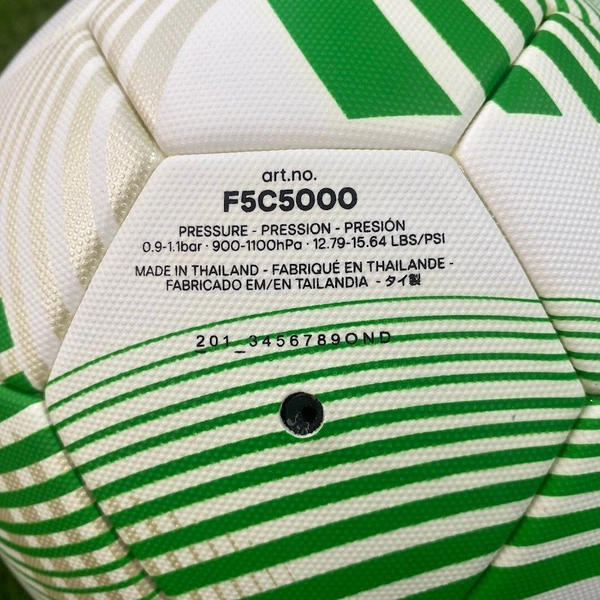 art.no.
F5C5000
PRESSURE - PRESSION - PRESIÓN
0.9-1.1bar · 900-1100hPa · 12.79-15.64 LBS/PSI
MADE IN THAILAND - FABRIQUÉ EN THAILANDE -
FABRICADO EM/EN TAILANDIA - タイ製
201_3456789OND